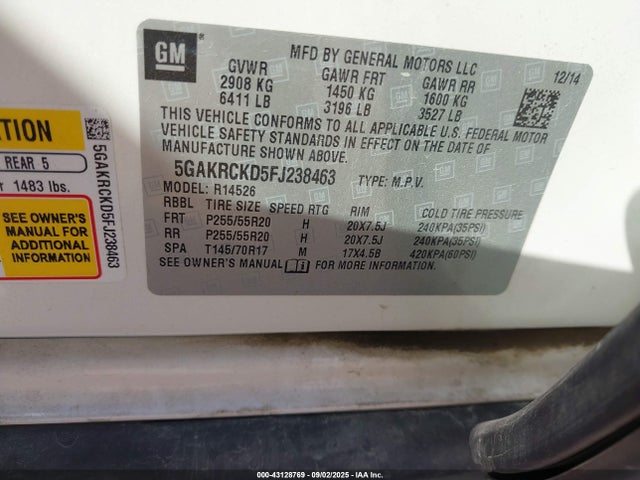 GM
MFD BY GENERAL MOTORS LLC
12/14
GVWR GAWR FRT GAWR RR
2908 KG 1450 KG 1600 KG
6411 LB 3196 LB 3527 LB
THIS VEHICLE CONFORMS TO ALL APPLICABLE U.S. FEDERAL MOTOR
VEHICLE SAFETY STANDARDS IN EFFECT ON THE DATE OF
MANUFACTURE SHOWN ABOVE.
5GAKRCKD5FJ238463 TYPE: M.P.V.
MODEL: R14526
RBBL TIRE SIZE SPEED RTG RIM COLD TIRE PRESSURE
FRT P255/55R20 H 20X7.5J 240KPA(35PSI)
RR P255/55R20 H 20X7.5J 240KPA(35PSI)
SPA T145/70R17 M 17X4.5B 420KPA(60PSI)
SEE OWNER'S MANUAL FOR MORE INFORMATION.
REAR 5
1483 lbs.
SEE OWNER'S
MANUAL FOR
ADDITIONAL
INFORMATION
5GAKRCKD5FJ238463
000-43128769 - 09/02/2025 - IAA Inc.